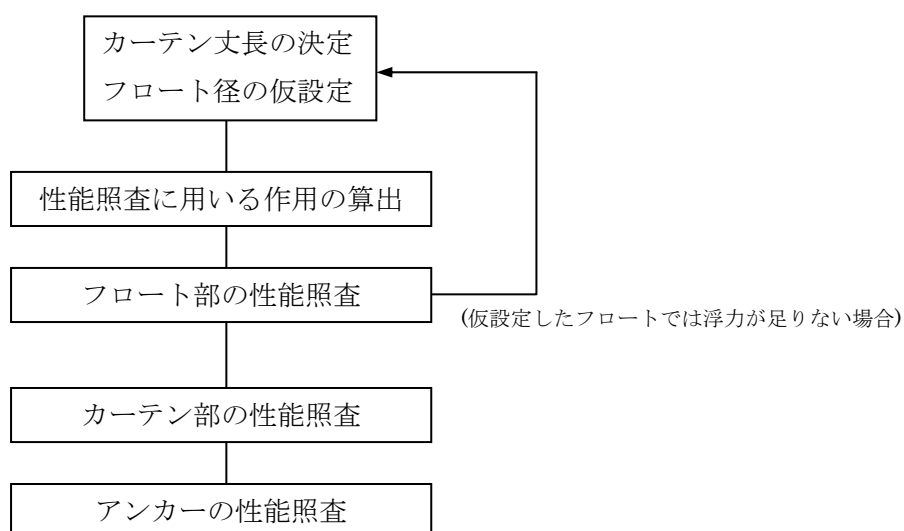 カーテン丈長の決定
フロート径の仮設定
性能照査に用いる作用の算出
フロート部の性能照査
(仮設定したフロートでは浮力が足りない場合)
カーテン部の性能照査
アンカーの性能照査